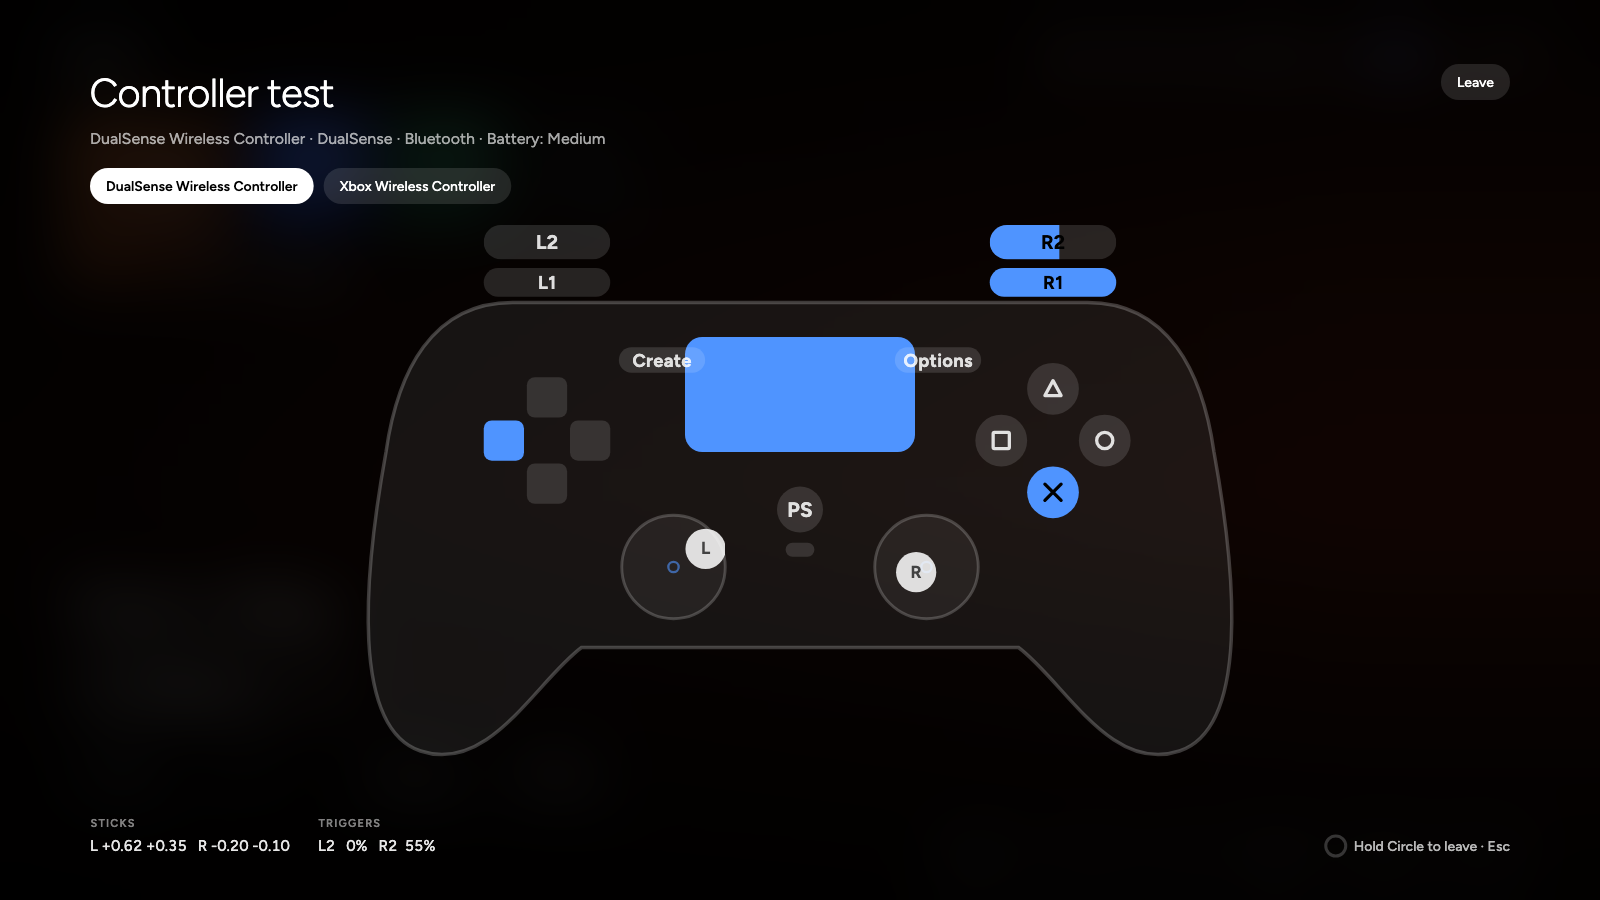 Controller test
Leave
DualSense Wireless Controller · DualSense · Bluetooth · Battery: Medium
DualSense Wireless Controller
Xbox Wireless Controller
L2
R2
L1
R1
Create
Options
PS
L
R
STICKS
TRIGGERS
L +0.62 +0.35 R -0.20 -0.10
L2 0% R2 55%
Hold Circle to leave · Esc